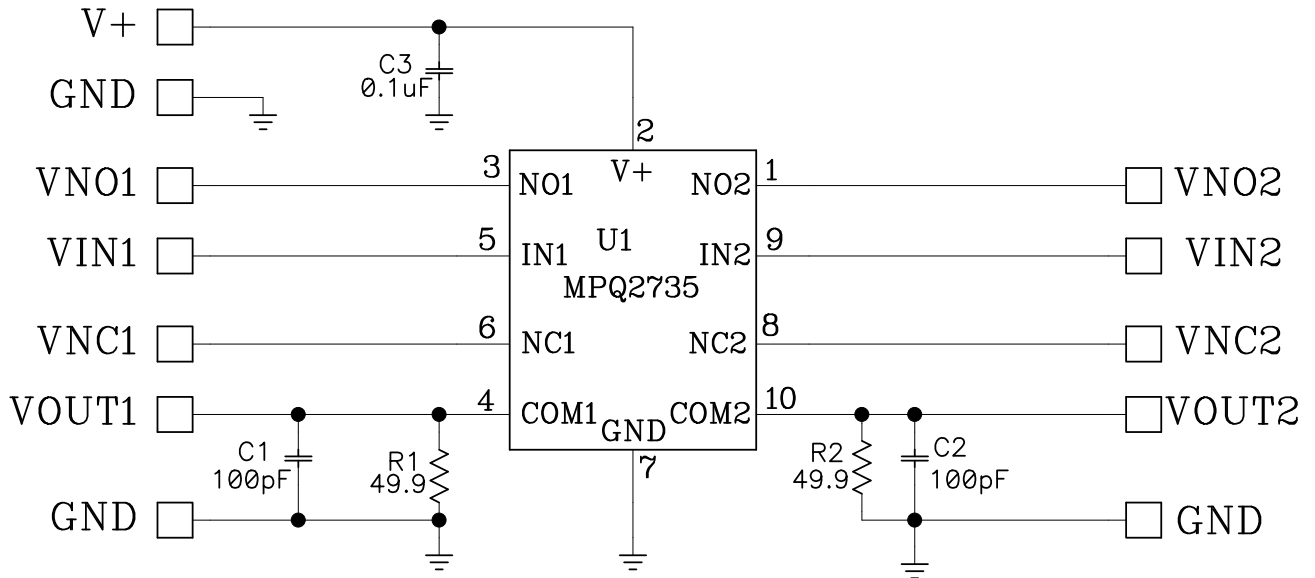 V+
C3
0.1uF
GND
2
V+
VNO1
3
NO1
NO2
1
VNO2
U1
VIN1
5
IN1
IN2
9
VIN2
MPQ2735
VNC1
6
NC1
NC2
8
VNC2
VOUT1
4
COM1
COM2
10
VOUT2
GND
7
C1
100pF
R1
49.9
R2
49.9
C2
100pF
GND
GND